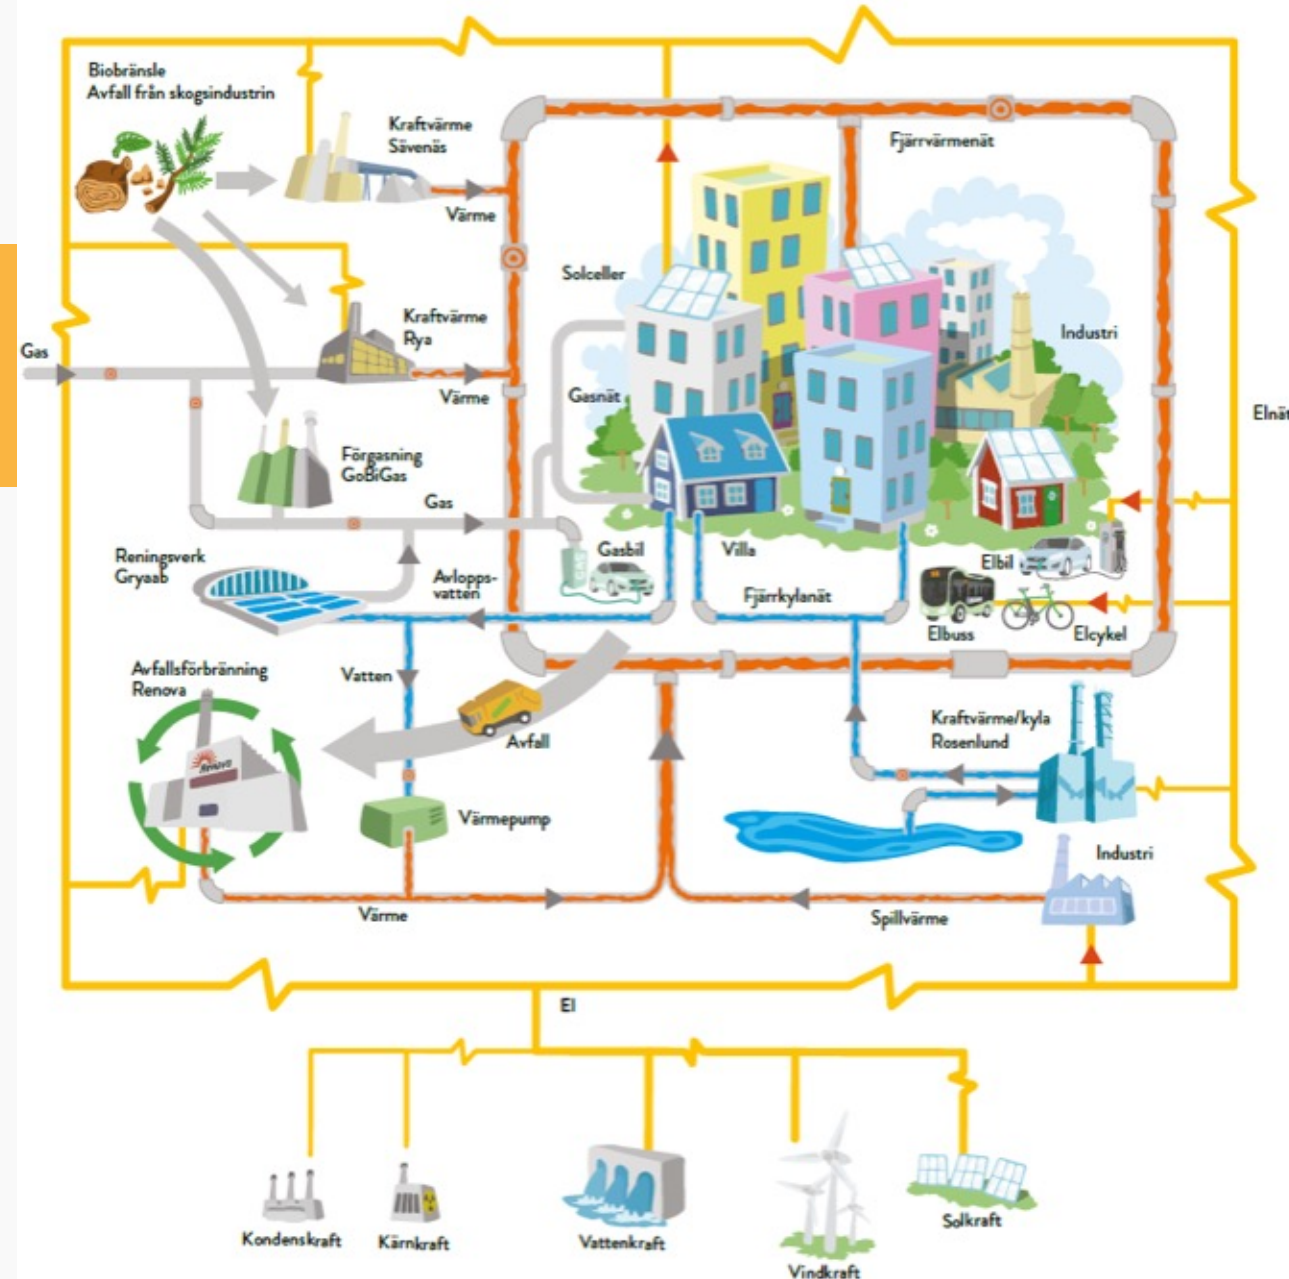 Biobränsle
Avfall från skogsindustrin
Kraftvärme
Sävenäs
Värme
Fjärrvärmenät
Solceller
Kraftvärme
Rya
Industri
Gas
Värme
Gasnät
Elnät
Förgasning
GoBiGas
Gas
Reningsverk
Gryaab
Avlopps-
vatten
GAS
Gasbil
Villa
Elbil
Fjärrkylanät
Elbuss
Elcykel
Avfallsförbränning
Renova
Vatten
Renova
Avfall
Kraftvärme/kyla
Rosenlund
Värmepump
Industri
Värme
Spillvärme
El
Kondenskraft
Kärnkraft
Vattenkraft
Vindkraft
Solkraft